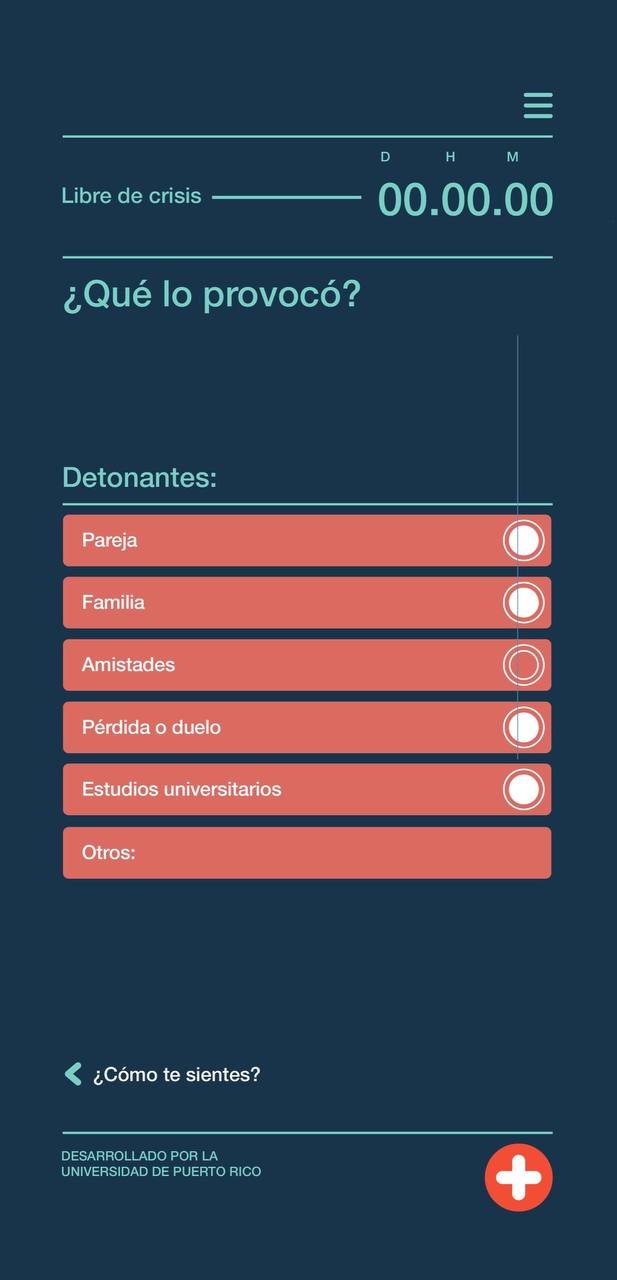 D H M
Libre de crisis 00.00.00
¿Qué lo provocó?
Detonantes:
Pareja
Familia
Amistades
Pérdida o duelo
Estudios universitarios
Otros:
¿Cómo te sientes?
DESARROLLADO POR LA
UNIVERSIDAD DE PUERTO RICO